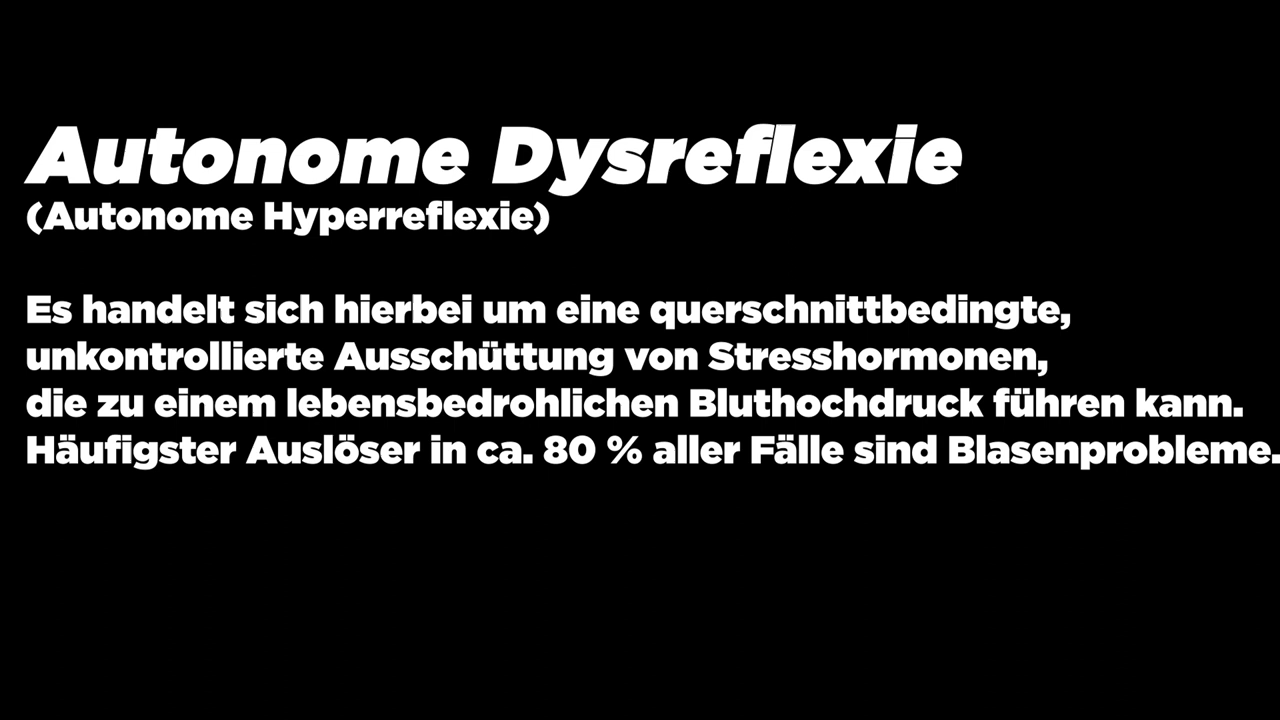 Autonome Dysreflexie
(Autonome Hyperreflexie)
Es handelt sich hierbei um eine querschnittbedingte,
unkontrollierte Ausschüttung von Stresshormonen,
die zu einem lebensbedrohlichen Bluthochdruck führen kann.
Häufigster Auslöser in ca. 80 % aller Fälle sind Blasenprobleme.